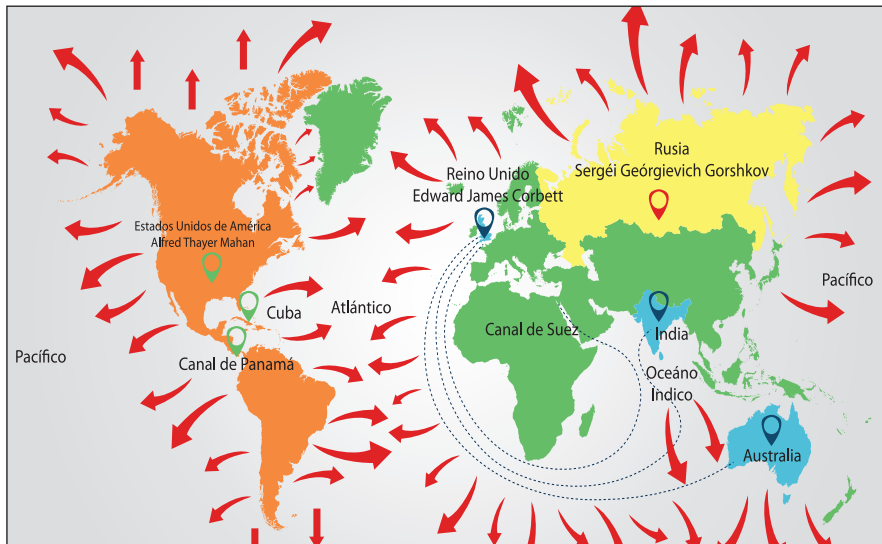 Reino Unido
Edward James Corbett
Rusia
Sergéi Geórgievich Gorshkov
Estados Unidos de América
Alfred Thayer Mahan
Cuba
Atlántico
Pacífico
Canal de Suez
India
Pacífico
Canal de Panamá
Oceáno
Índico
Australia